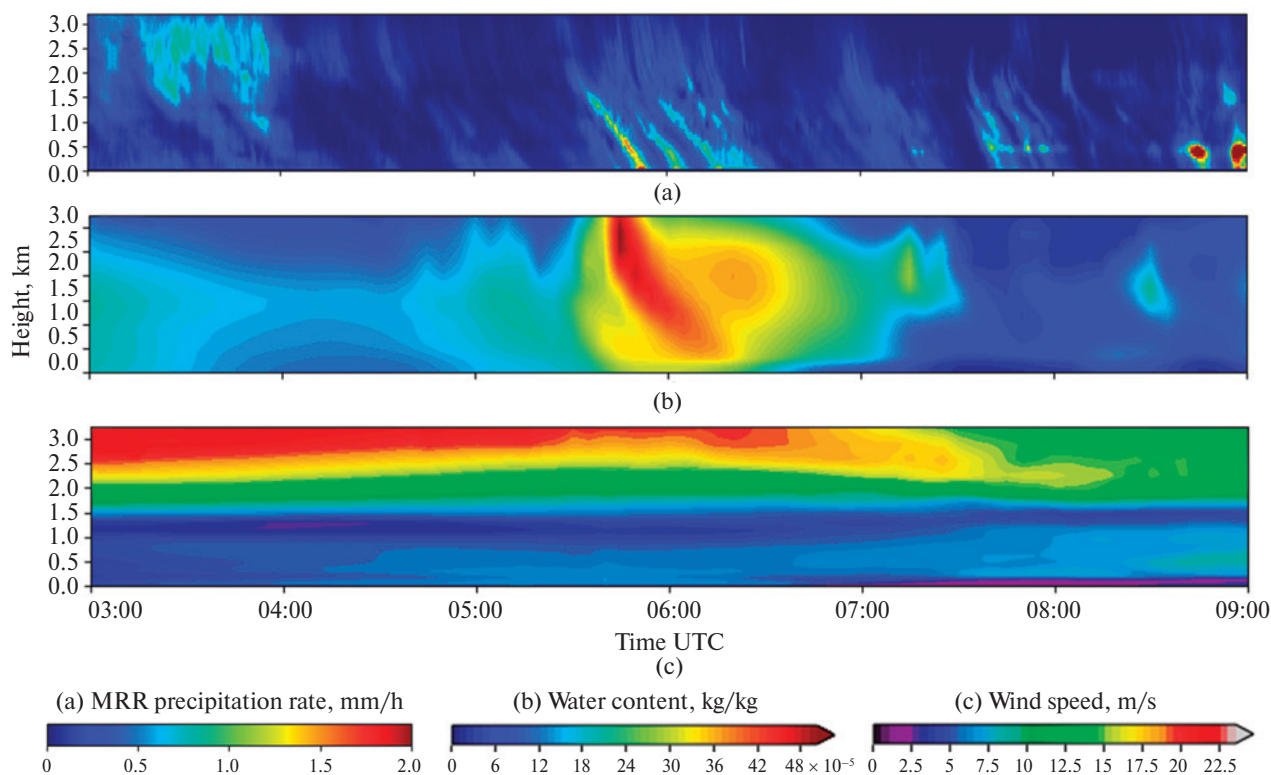 3.0
2.5
2.0
1.5
1.0
0.5
0.0
(a)
3.0
2.5
2.0
1.5
1.0
0.5
0.0
Height, km
(b)
3.0
2.5
2.0
1.5
1.0
0.5
0.0
03:00 04:00 05:00 06:00 07:00 08:00 09:00
Time UTC
(c)
(a) MRR precipitation rate, mm/h (b) Water content, kg/kg (c) Wind speed, m/s
0 0.5 1.0 1.5 2.0 0 6 12 18 24 30 36 42 48 × 10⁻⁵ 0 2.5 5 7.5 10 12.5 15 17.5 20 22.5